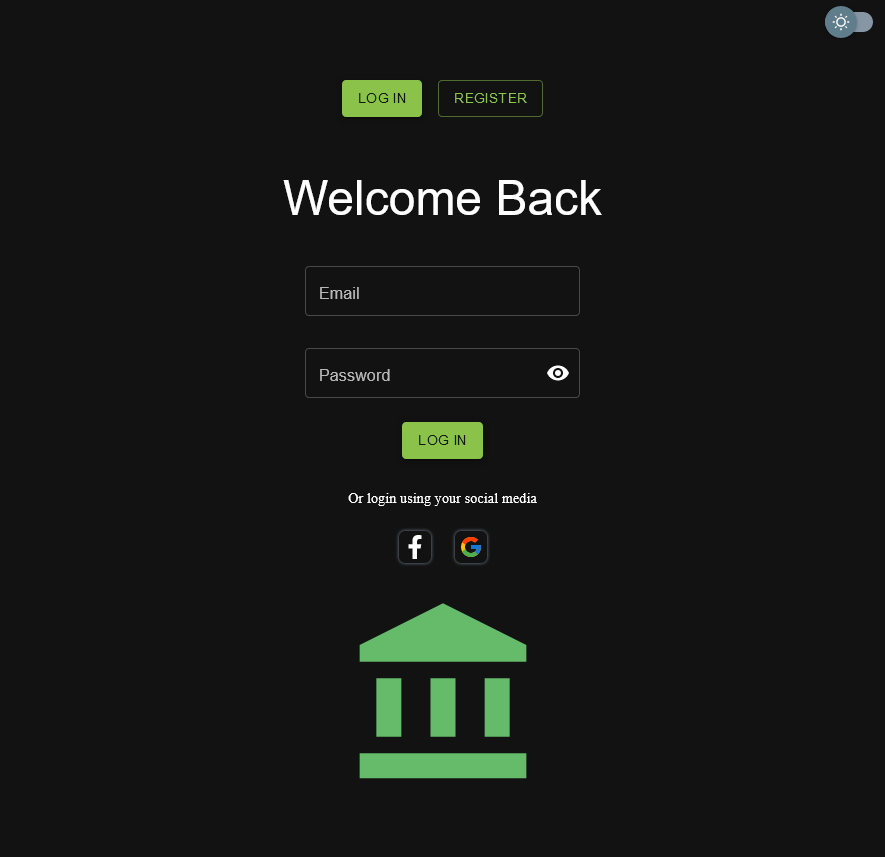 LOG IN REGISTER
Welcome Back
Email
Password
LOG IN
Or login using your social media